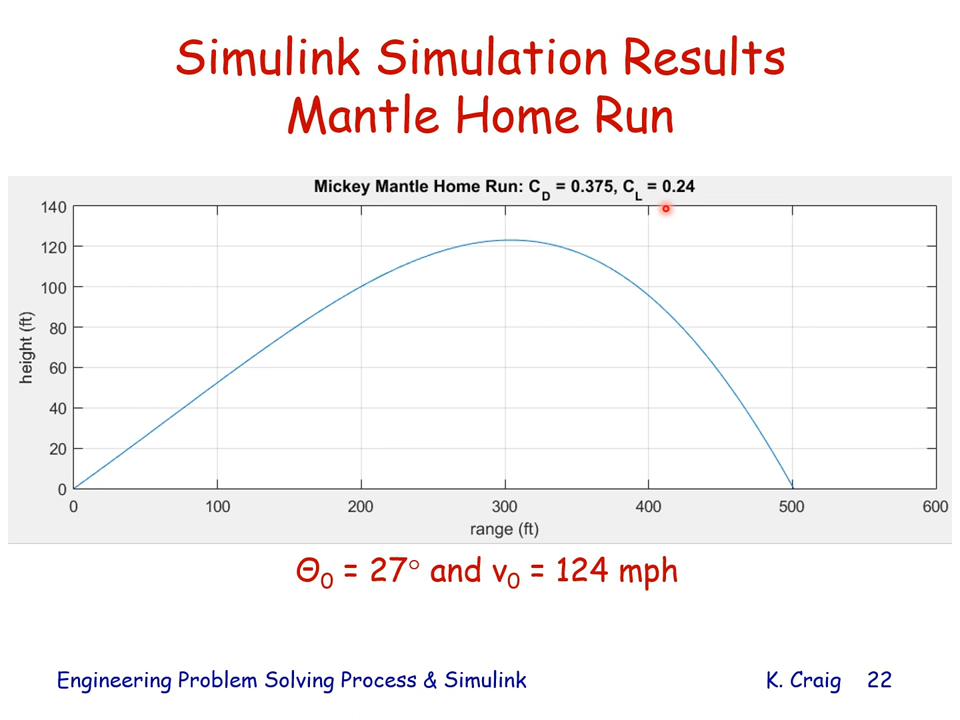 Simulink Simulation Results
Mantle Home Run
Mickey Mantle Home Run: C_D = 0.375, C_L = 0.24
140
120
100
80
60
40
20
0
height (ft)
0 100 200 300 400 500 600
range (ft)
Θ₀ = 27° and v₀ = 124 mph
Engineering Problem Solving Process & Simulink K. Craig 22